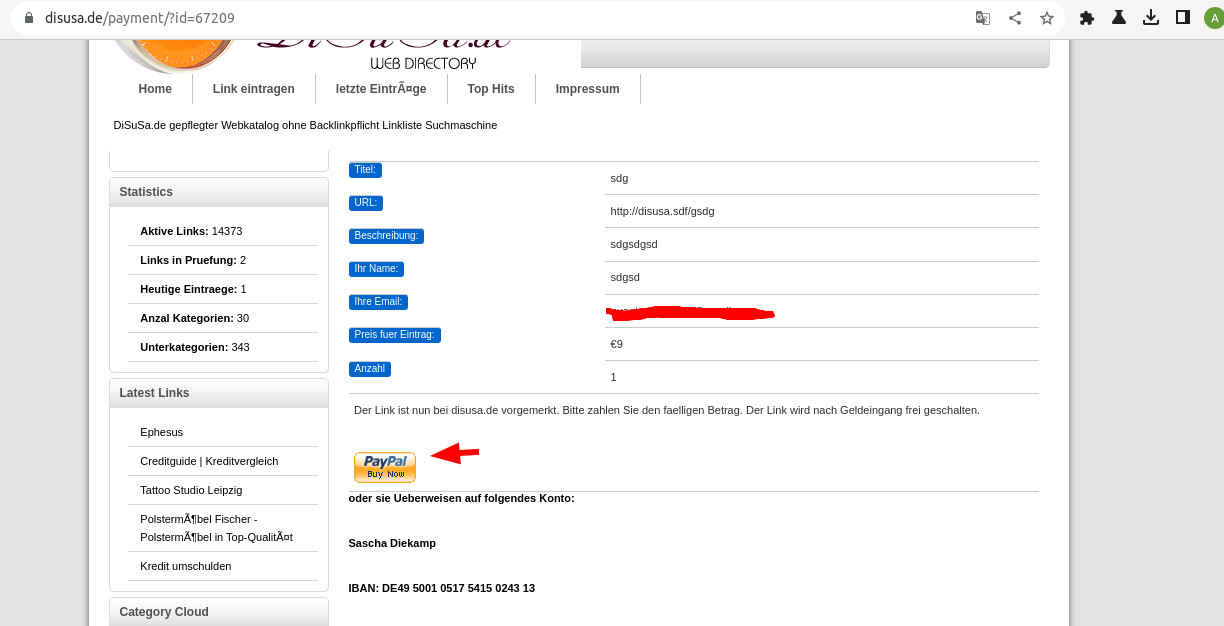 disusa.de/payment/?id=67209
A
DiSuSa.de
WEB DIRECTORY
Home Link eintragen letzte EintrÃ¤ge Top Hits Impressum
DiSuSa.de gepflegter Webkatalog ohne Backlinkpflicht Linkliste Suchmaschine
Statistics
Aktive Links: 14373
Links in Pruefung: 2
Heutige Eintraege: 1
Anzal Kategorien: 30
Unterkategorien: 343
Latest Links
Ephesus
Creditguide | Kreditvergleich
Tattoo Studio Leipzig
PolstermÃ¶bel Fischer -
PolstermÃ¶bel in Top-QualitÃ¤t
Kredit umschulden
Category Cloud
Titel: sdg
URL: http://disusa.sdf/gsdg
Beschreibung: sdgsdgsd
Ihr Name: sdgsd
Ihre Email:
Preis fuer Eintrag: €9
Anzahl 1
Der Link ist nun bei disusa.de vorgemerkt. Bitte zahlen Sie den faelligen Betrag. Der Link wird nach Geldeingang frei geschalten.
PayPal
Buy Now
oder sie Ueberweisen auf folgendes Konto:
Sascha Diekamp
IBAN: DE49 5001 0517 5415 0243 13